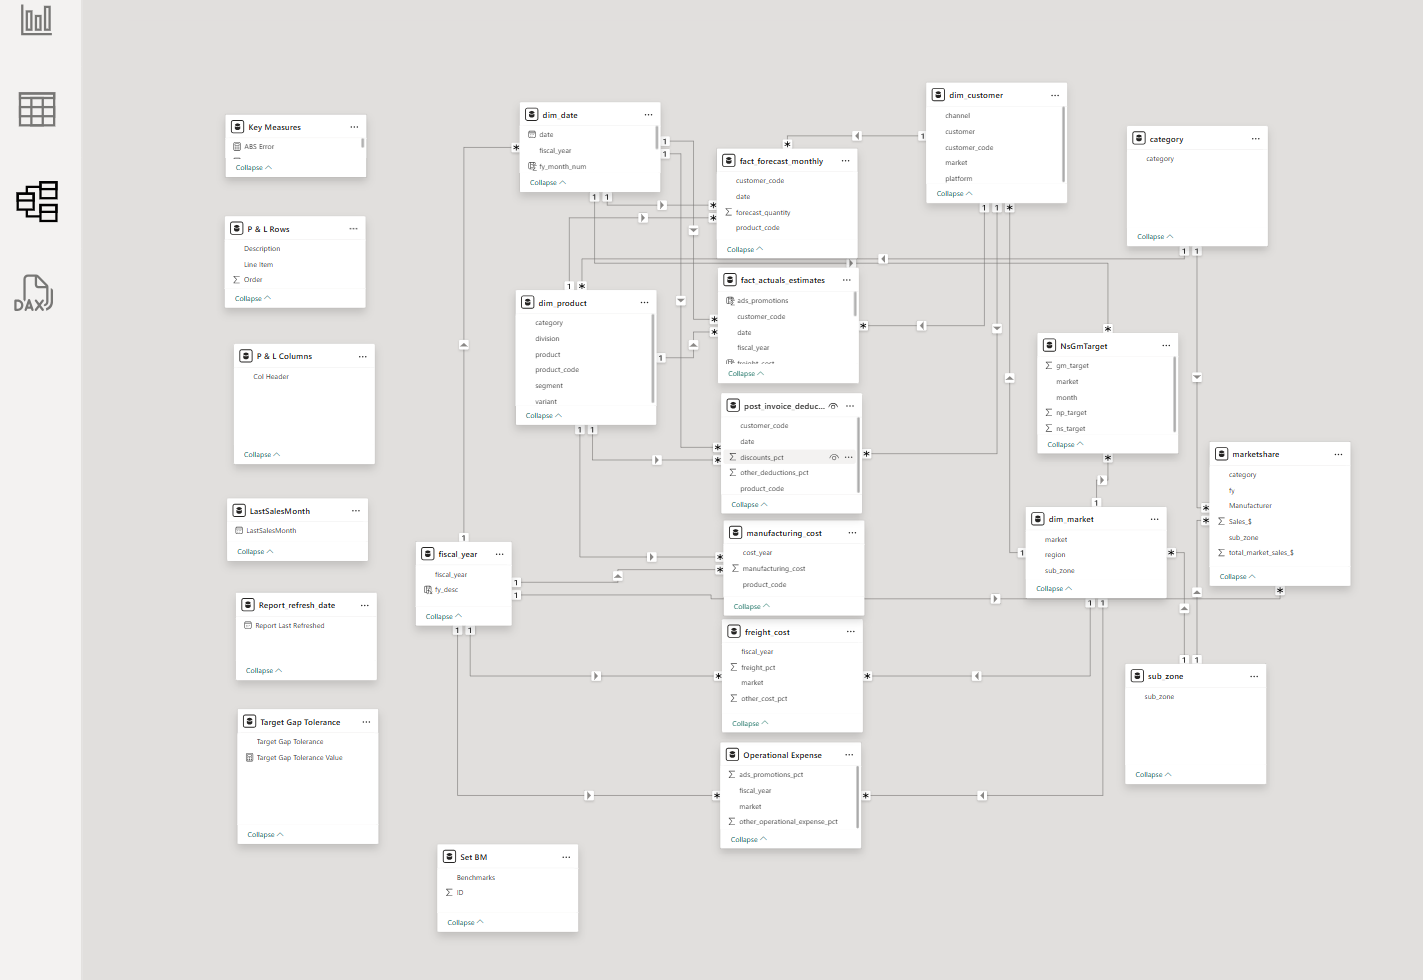 DAX
Key Measures
ABS Error
Collapse
P & L Rows
Description
Line Item
Order
Collapse
P & L Columns
Col Header
Collapse
LastSalesMonth
LastSalesMonth
Collapse
Report_refresh_date
Report Last Refreshed
Collapse
Target Gap Tolerance
Target Gap Tolerance
Target Gap Tolerance Value
Collapse
dim_date
date
fiscal_year
fy_month_num
Collapse
dim_product
category
division
product
product_code
segment
variant
Collapse
fiscal_year
fiscal_year
fy_desc
Collapse
Set BM
Benchmarks
ID
Collapse
fact_forecast_monthly
customer_code
date
forecast_quantity
product_code
Collapse
fact_actuals_estimates
ads_promotions
customer_code
date
fiscal_year
freight_cost
Collapse
post_invoice_deduc...
customer_code
date
discounts_pct
other_deductions_pct
product_code
Collapse
manufacturing_cost
cost_year
manufacturing_cost
product_code
Collapse
freight_cost
fiscal_year
freight_pct
market
other_cost_pct
Collapse
Operational Expense
ads_promotions_pct
fiscal_year
market
other_operational_expense_pct
Collapse
dim_customer
channel
customer
customer_code
market
platform
Collapse
category
category
Collapse
NsGmTarget
gm_target
market
month
np_target
ns_target
Collapse
dim_market
market
region
sub_zone
Collapse
marketshare
category
fy
Manufacturer
Sales_$
sub_zone
total_market_sales_$
Collapse
sub_zone
sub_zone
Collapse